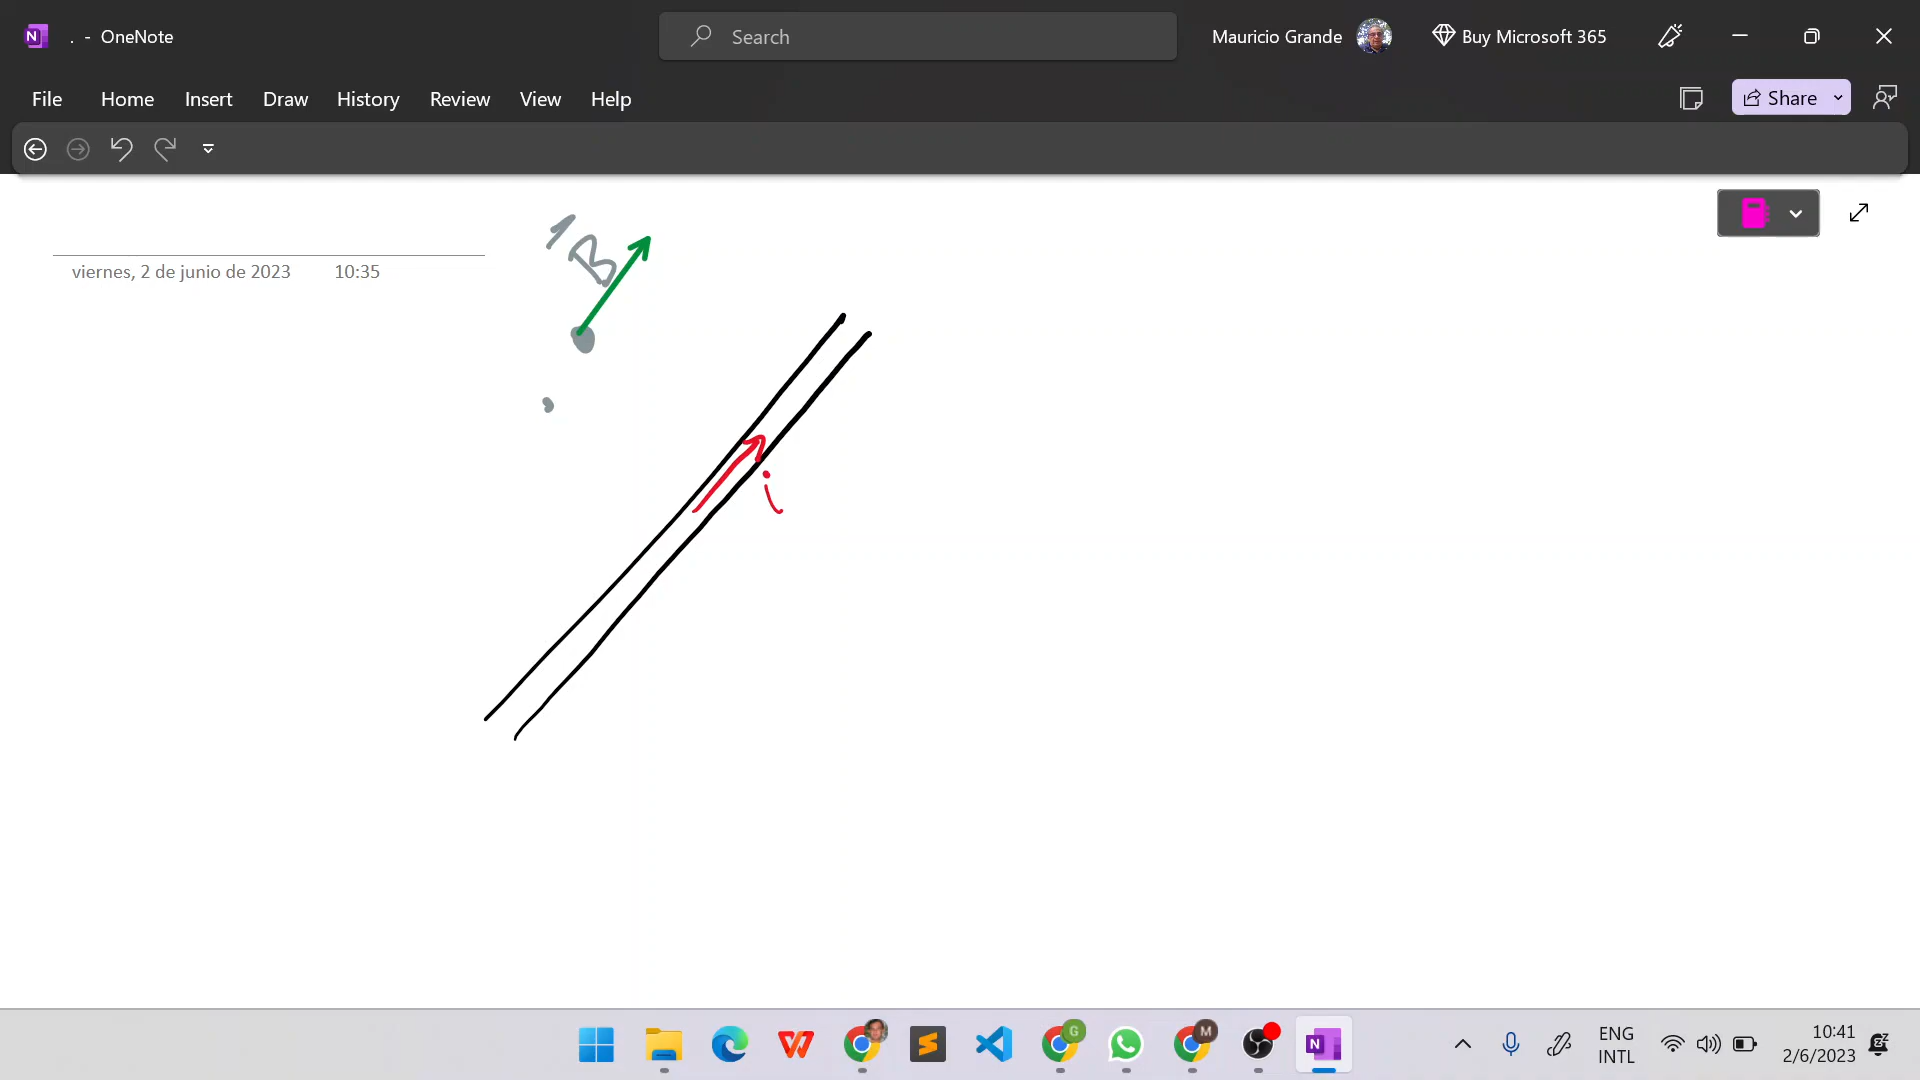 . - OneNote
Search
Mauricio Grande
Buy Microsoft 365
File Home Insert Draw History Review View Help
Share
viernes, 2 de junio de 2023 10:35
B
i
ENG
INTL
10:41
2/6/2023
G
M